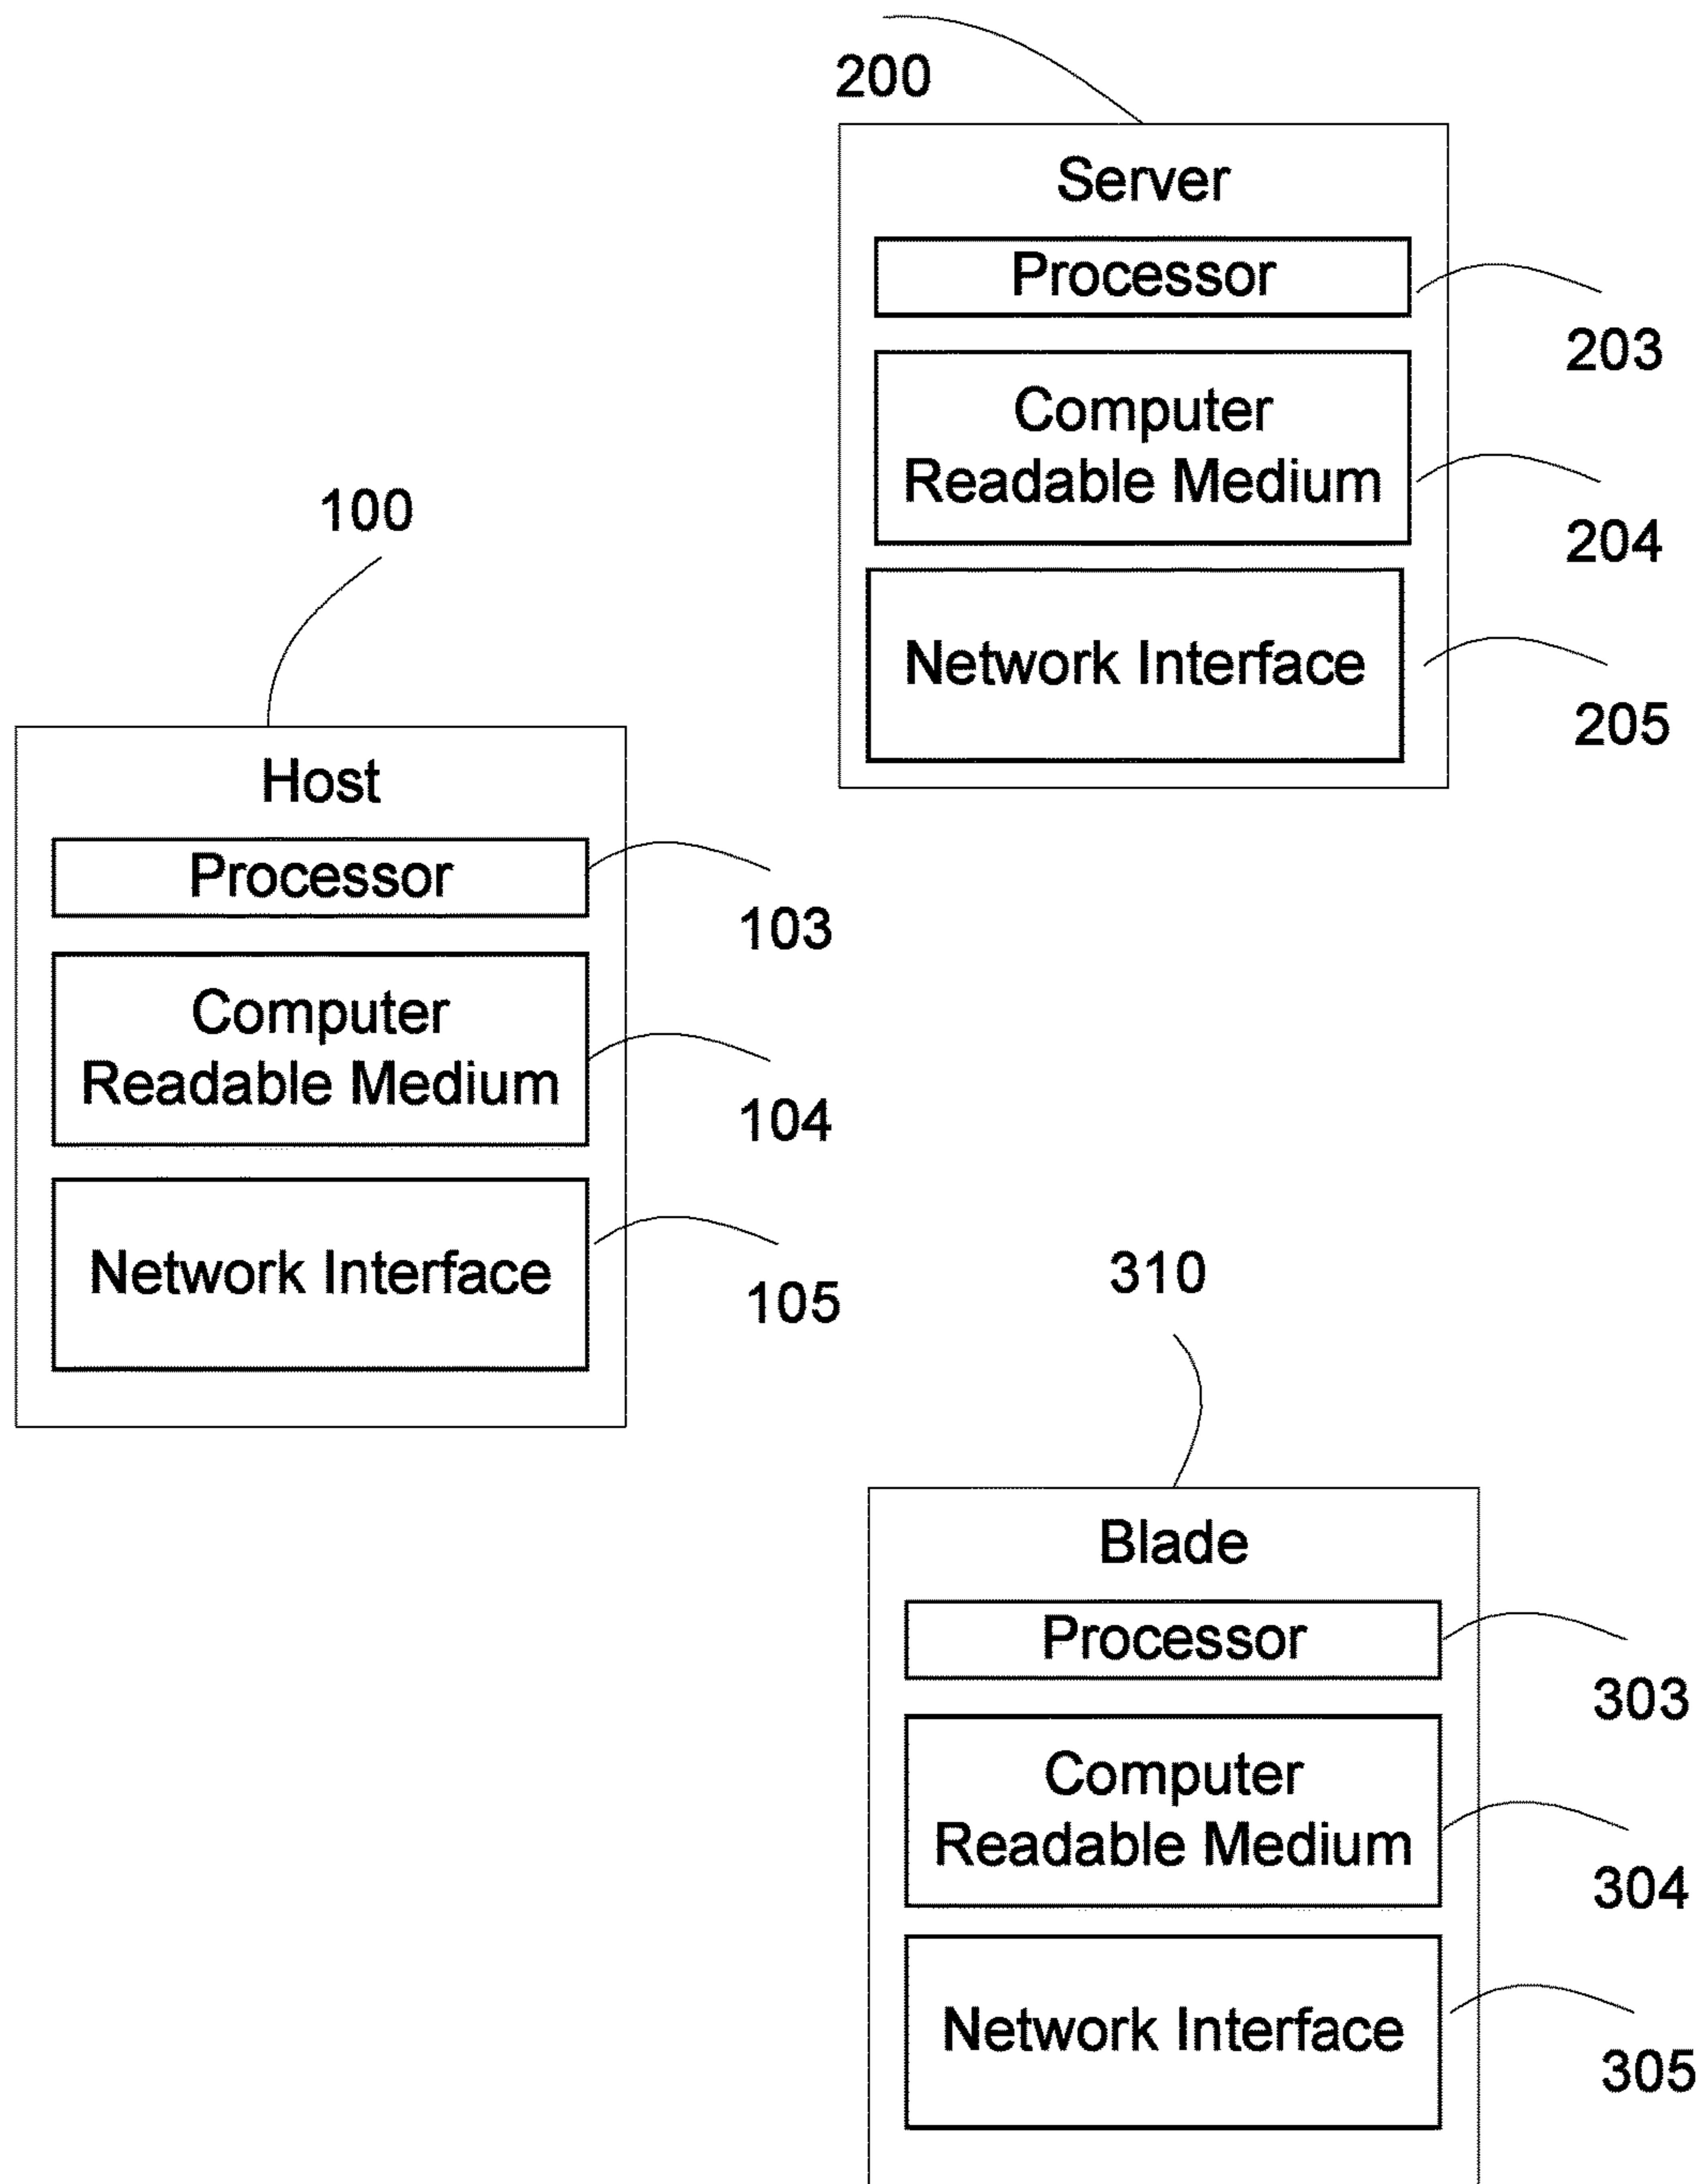 200
Server
Processor
203
Computer
Readable Medium
204
Network Interface
205
100
Host
Processor
103
Computer
Readable Medium
104
Network Interface
105
310
Blade
Processor
303
Computer
Readable Medium
304
Network Interface
305